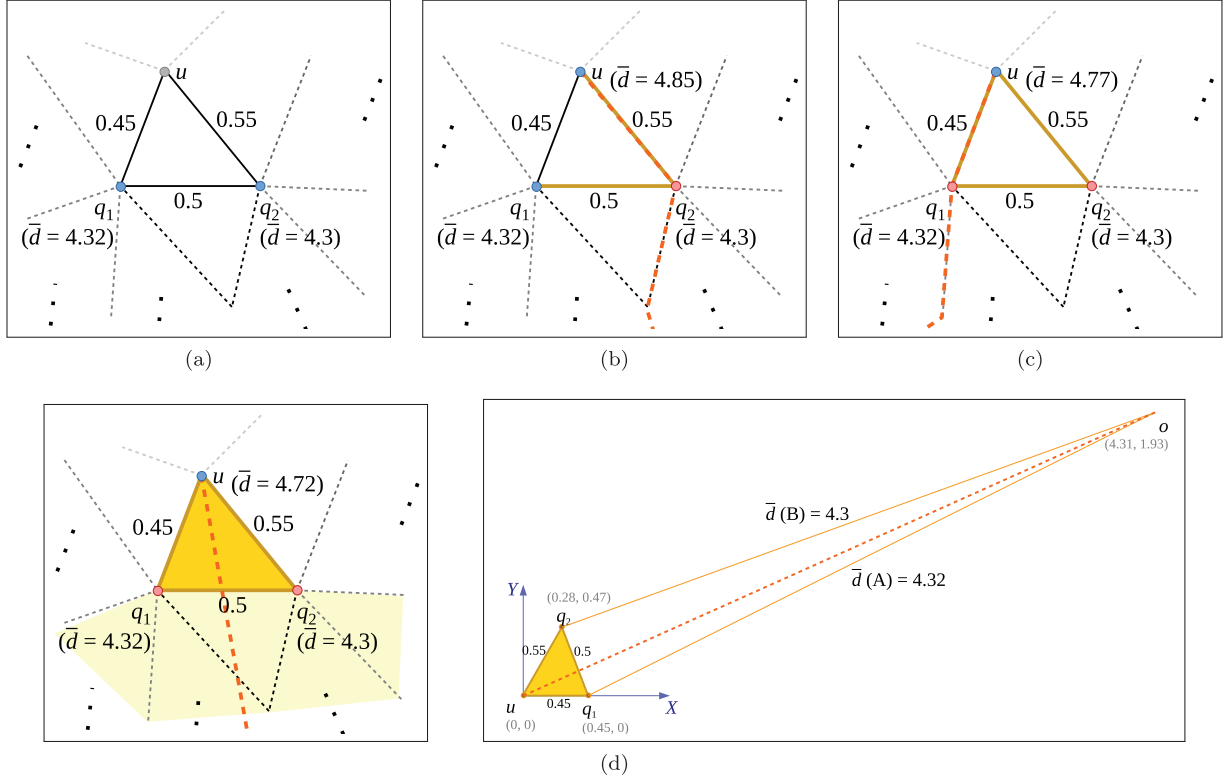 u
0.45
0.55
0.5
q1
q2
(d̅ = 4.32)
(d̅ = 4.3)
(a)
u (d̅ = 4.85)
0.45
0.55
0.5
q1
q2
(d̅ = 4.32)
(d̅ = 4.3)
(b)
u (d̅ = 4.77)
0.45
0.55
0.5
q1
q2
(d̅ = 4.32)
(d̅ = 4.3)
(c)
u (d̅ = 4.72)
0.45
0.55
0.5
q1
q2
(d̅ = 4.32)
(d̅ = 4.3)
o
(4.31, 1.93)
d̅ (B) = 4.3
d̅ (A) = 4.32
Y
(0.28, 0.47)
q2
0.55
0.5
0.45
u
q1
X
(0, 0)
(0.45, 0)
(d)